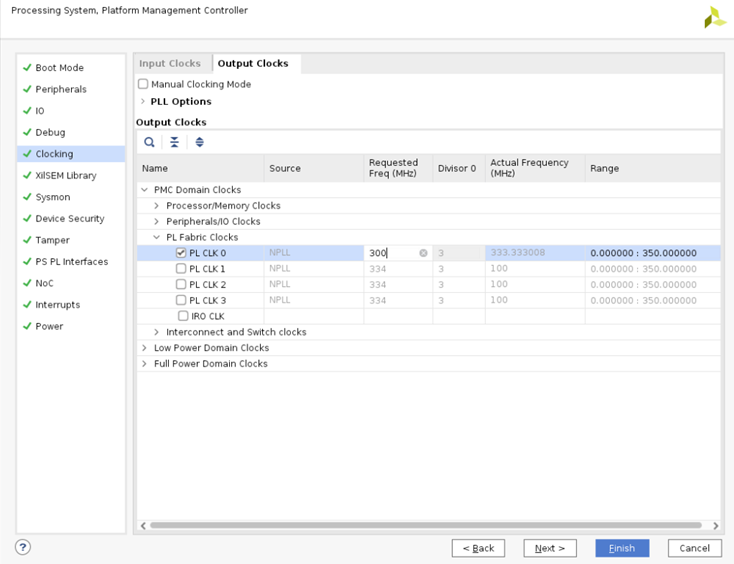 Processing System, Platform Management Controller
Boot Mode
Peripherals
IO
Debug
Clocking
XilSEM Library
Sysmon
Device Security
Tamper
PS PL Interfaces
NoC
Interrupts
Power
Input Clocks Output Clocks
Manual Clocking Mode
PLL Options
Output Clocks
Name Source Requested Freq (MHz) Divisor 0 Actual Frequency (MHz) Range
PMC Domain Clocks
Processor/Memory Clocks
Peripherals/IO Clocks
PL Fabric Clocks
PL CLK 0 NPLL 300 3 333.333008 0.000000 : 350.000000
PL CLK 1 NPLL 334 3 100 0.000000 : 350.000000
PL CLK 2 NPLL 334 3 100 0.000000 : 350.000000
PL CLK 3 NPLL 334 3 100 0.000000 : 350.000000
IRO CLK
Interconnect and Switch clocks
Low Power Domain Clocks
Full Power Domain Clocks
? < Back Next > Finish Cancel